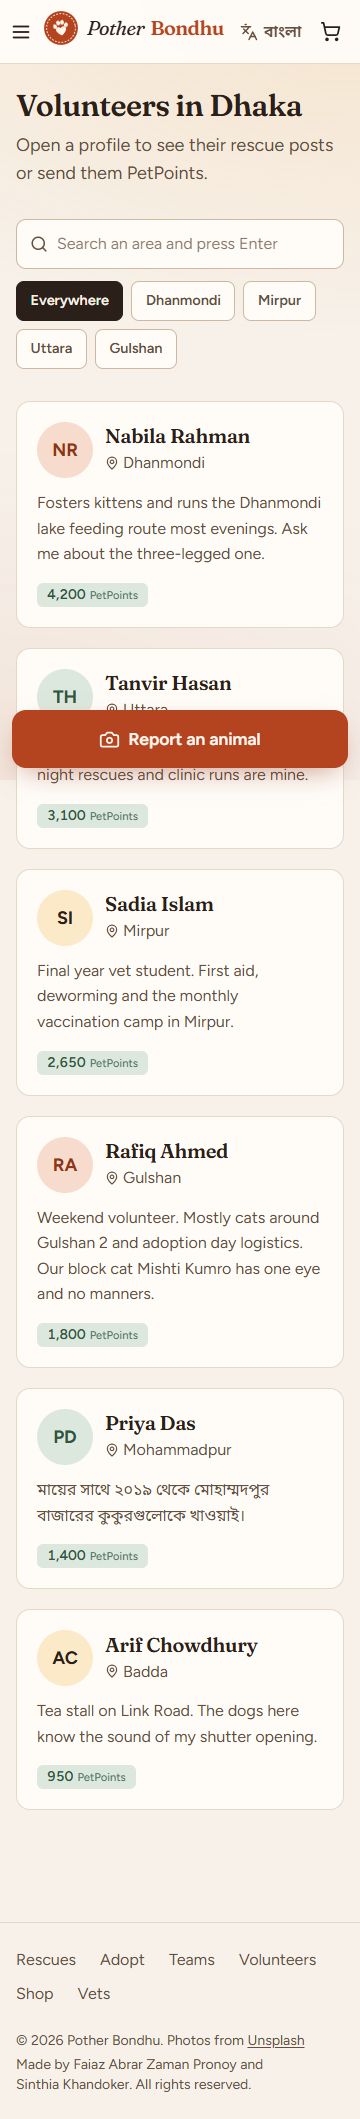 Pother Bondhu বাংলা
Volunteers in Dhaka
Open a profile to see their rescue posts
or send them PetPoints.
Search an area and press Enter
Everywhere Dhanmondi Mirpur
Uttara Gulshan
NR Nabila Rahman
Dhanmondi
Fosters kittens and runs the Dhanmondi
lake feeding route most evenings. Ask
me about the three-legged one.
4,200 PetPoints
TH Tanvir Hasan
Uttara
Report an animal
night rescues and clinic runs are mine.
3,100 PetPoints
SI Sadia Islam
Mirpur
Final year vet student. First aid,
deworming and the monthly
vaccination camp in Mirpur.
2,650 PetPoints
RA Rafiq Ahmed
Gulshan
Weekend volunteer. Mostly cats around
Gulshan 2 and adoption day logistics.
Our block cat Mishti Kumro has one eye
and no manners.
1,800 PetPoints
PD Priya Das
Mohammadpur
মায়ের সাথে ২০১৯ থেকে মোহাম্মদপুর
বাজারের কুকুরগুলোকে খাওয়াই।
1,400 PetPoints
AC Arif Chowdhury
Badda
Tea stall on Link Road. The dogs here
know the sound of my shutter opening.
950 PetPoints
Rescues Adopt Teams Volunteers
Shop Vets
© 2026 Pother Bondhu. Photos from Unsplash
Made by Faiaz Abrar Zaman Pronoy and
Sinthia Khandoker. All rights reserved.